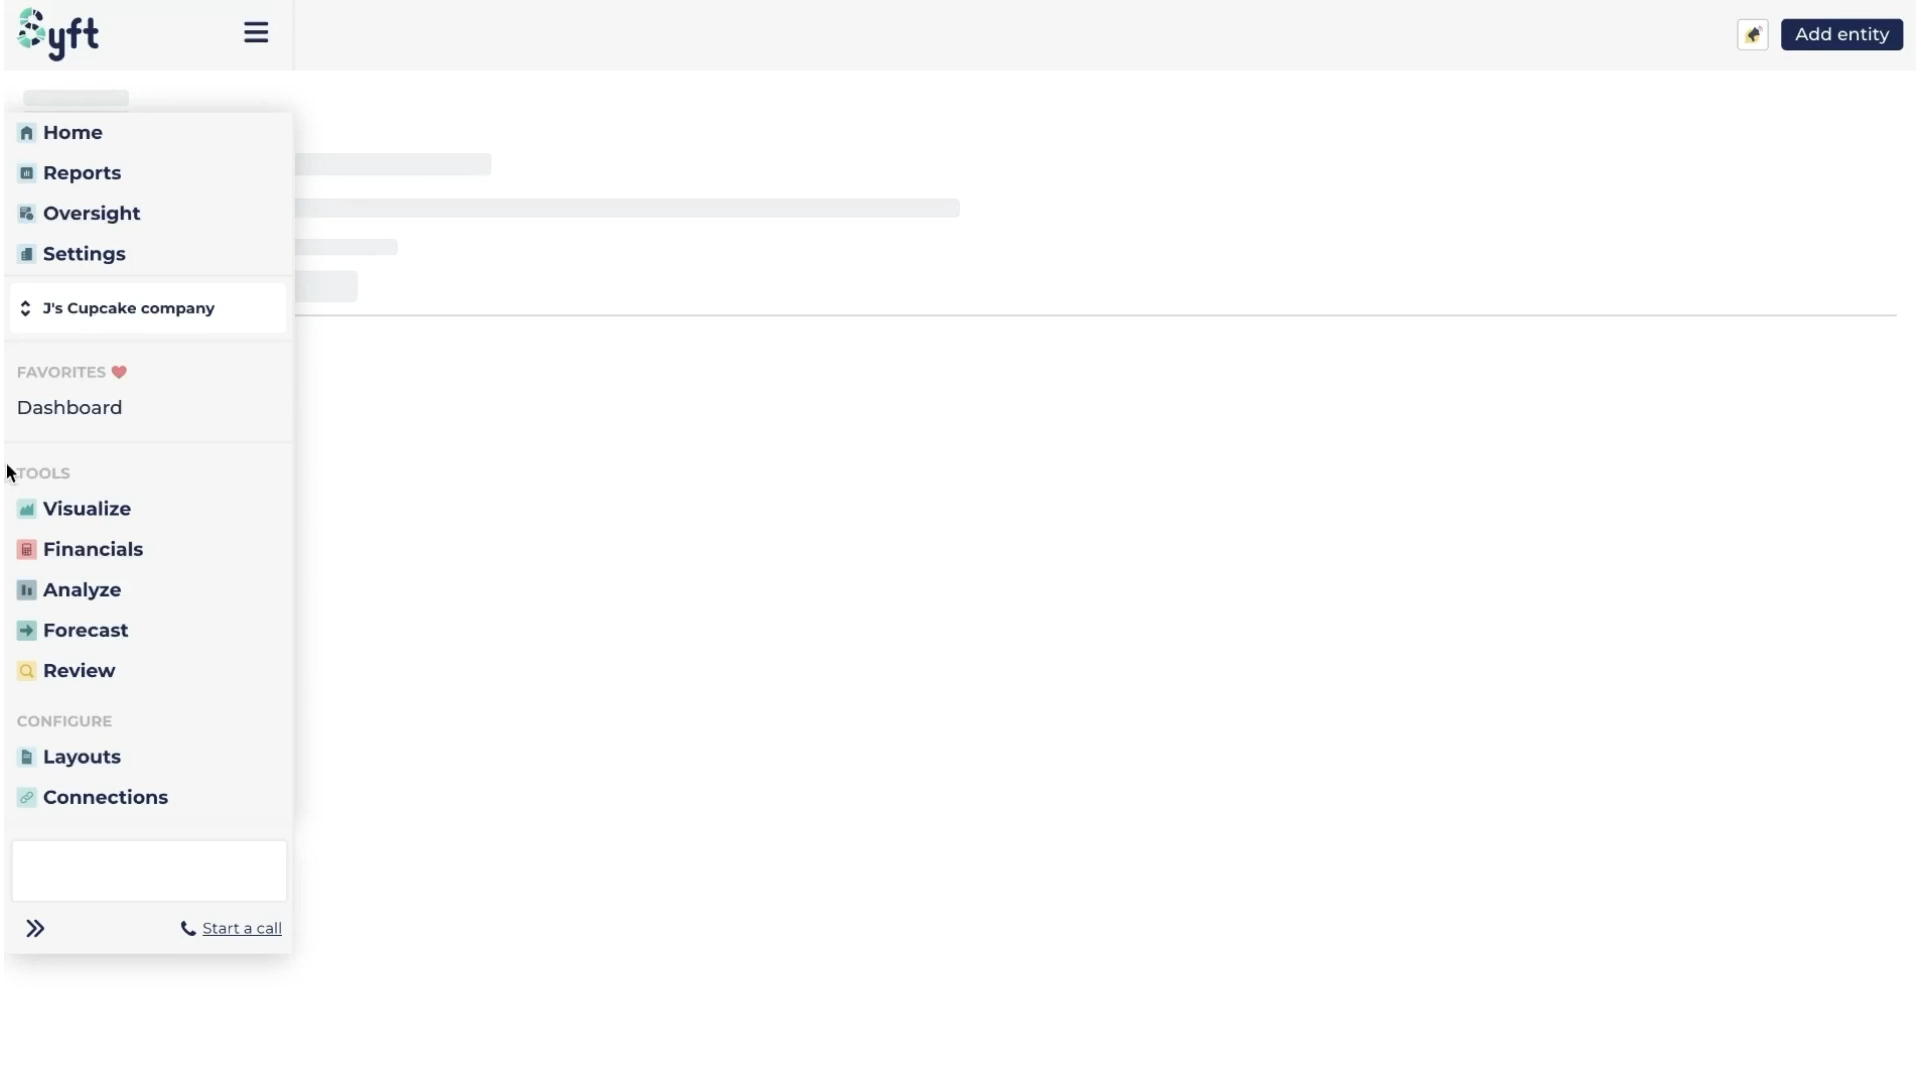 Syft
Add entity
Home
Reports
Oversight
Settings
J's Cupcake company
FAVORITES
Dashboard
TOOLS
Visualize
Financials
Analyze
Forecast
Review
CONFIGURE
Layouts
Connections
Start a call